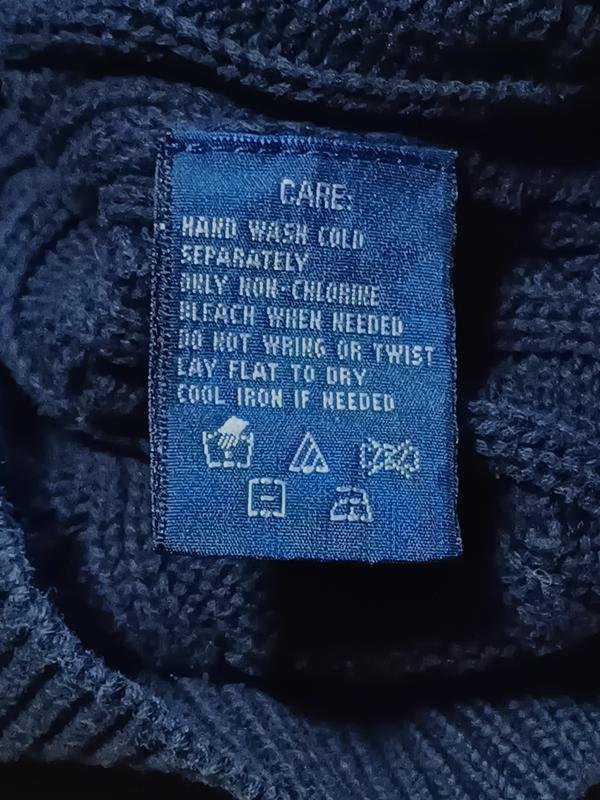 CARE:
HAND WASH COLD
SEPARATELY
ONLY NON-CHLORINE
BLEACH WHEN NEEDED
DO NOT WRING OR TWIST
LAY FLAT TO DRY
COOL IRON IF NEEDED